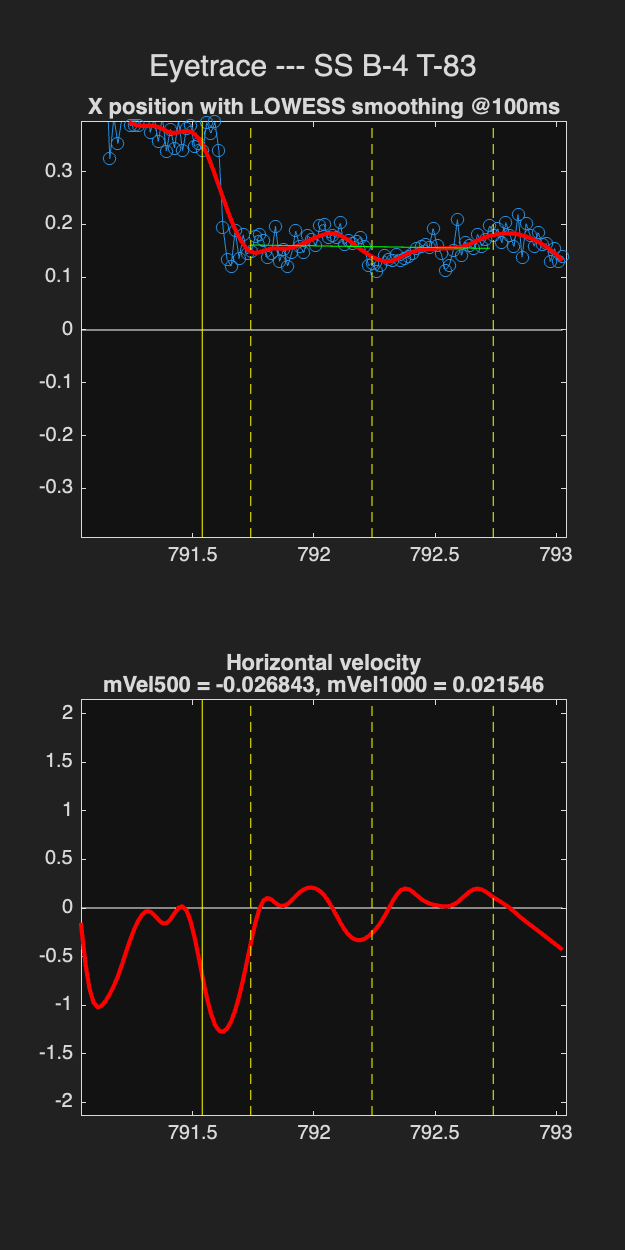 Eyetrace --- SS B-4 T-83
X position with LOWESS smoothing @100ms
0.3
0.2
0.1
0
-0.1
-0.2
-0.3
791.5 792 792.5 793
Horizontal velocity
mVel500 = -0.026843, mVel1000 = 0.021546
2
1.5
1
0.5
0
-0.5
-1
-1.5
-2
791.5 792 792.5 793